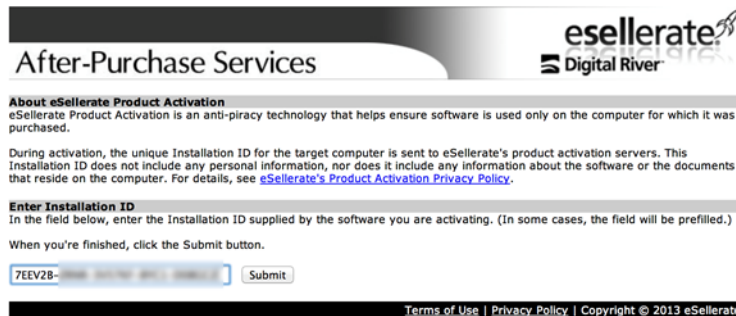 esellerate
After-Purchase Services
Digital River
About eSellerate Product Activation
eSellerate Product Activation is an anti-piracy technology that helps ensure software is used only on the computer for which it was
purchased.
During activation, the unique Installation ID for the target computer is sent to eSellerate's product activation servers. This
Installation ID does not include any personal information, nor does it include any information about the software or the documents
that reside on the computer. For details, see eSellerate's Product Activation Privacy Policy.
Enter Installation ID
In the field below, enter the Installation ID supplied by the software you are activating. (In some cases, the field will be prefilled.)
When you're finished, click the Submit button.
7EEV2B- Submit
Terms of Use | Privacy Policy | Copyright © 2013 eSellerate